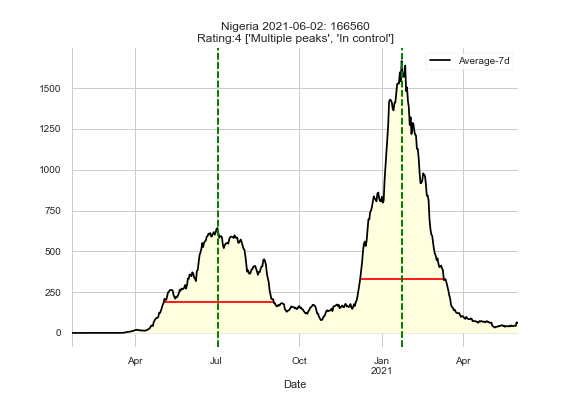 Nigeria 2021-06-02: 166560
Rating:4 ['Multiple peaks', 'In control']
Average-7d
1500
1250
1000
750
500
250
0
Apr
Jul
Oct
Jan
2021
Apr
Date